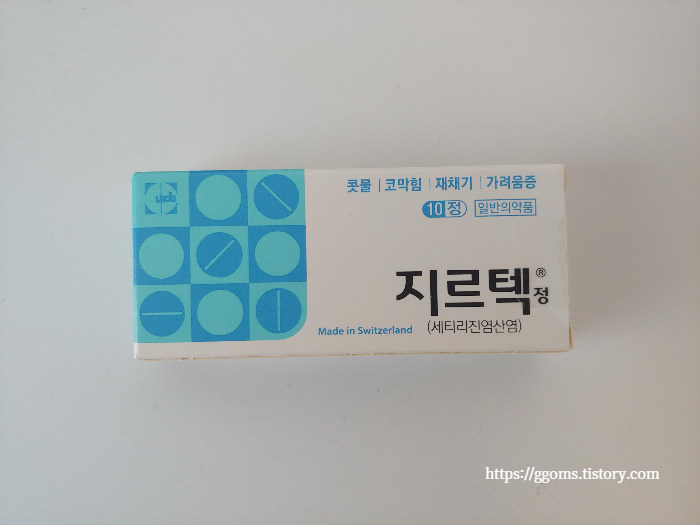 ucb
콧물 | 코막힘 | 재채기 | 가려움증
10정 일반의약품
지르텍® 정
Made in Switzerland (세티리진염산염)
https://ggoms.tistory.com